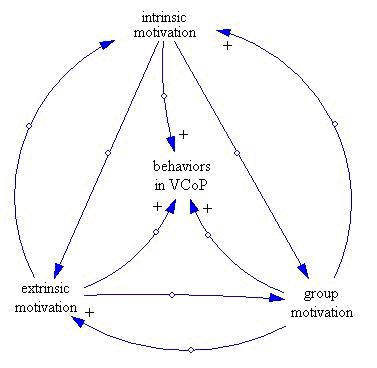 intrinsic
motivation
+
+
behaviors
in VCoP
+
+
extrinsic
motivation
+
group
motivation